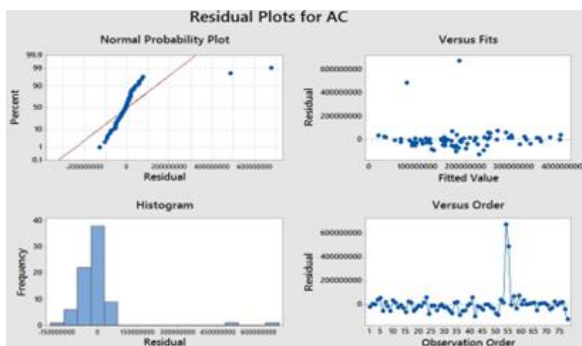 Residual Plots for AC
Normal Probability Plot
Percent
99.9
99
90
50
10
1
0.1
-200000000 0 200000000 400000000 600000000
Residual
Versus Fits
Residual
600000000
400000000
200000000
0
0 100000000 200000000 300000000 400000000
Fitted Value
Histogram
Frequency
40
30
20
10
0
-150000000 0 150000000 300000000 450000000 600000000
Residual
Versus Order
Residual
600000000
400000000
200000000
0
1 5 10 15 20 25 30 35 40 45 50 55 60 65 70 75
Observation Order